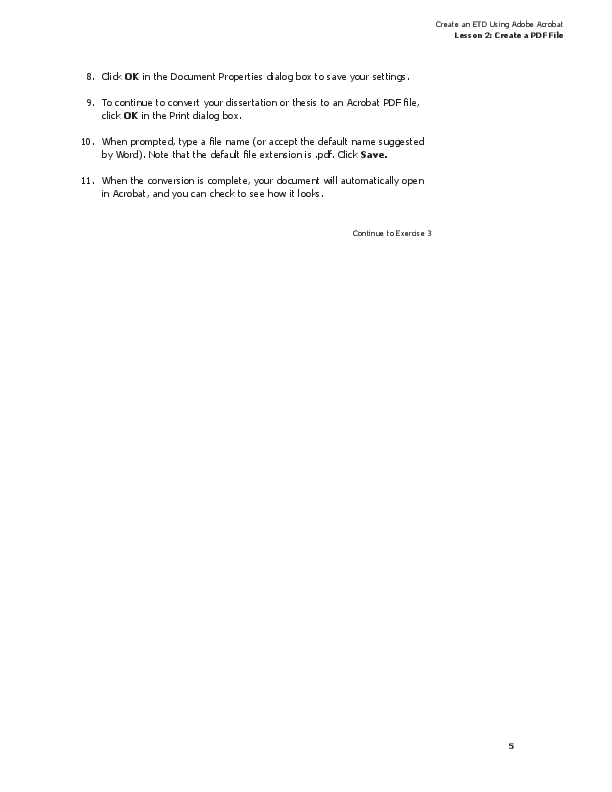 Create an ETD Using Adobe Acrobat
Lesson 2: Create a PDF File
8. Click OK in the Document Properties dialog box to save your settings.
9. To continue to convert your dissertation or thesis to an Acrobat PDF file,
click OK in the Print dialog box.
10. When prompted, type a file name (or accept the default name suggested
by Word). Note that the default file extension is .pdf. Click Save.
11. When the conversion is complete, your document will automatically open
in Acrobat, and you can check to see how it looks.
Continue to Exercise 3
5